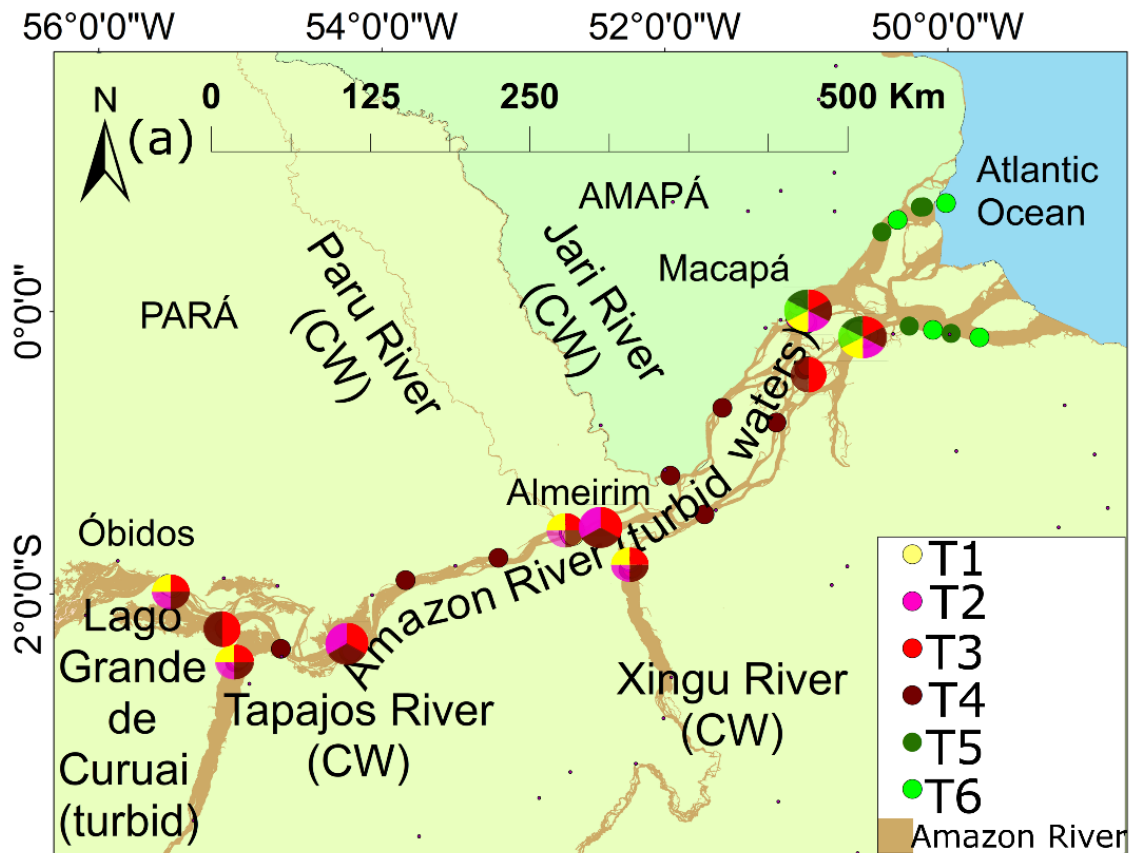 56°0'0"W 54°0'0"W 52°0'0"W 50°0'0"W
N
(a)
0 125 250 500 Km
Atlantic
Ocean
AMAPÁ
Macapá
Jari River
(CW)
Paru River
(CW)
PARÁ
0°0'0"
2°0'0"S
Almeirim
Óbidos
Amazon River (turbid waters)
Lago
Grande
de
Curuai
(turbid)
Tapajos River
(CW)
Xingu River
(CW)
T1
T2
T3
T4
T5
T6
Amazon River